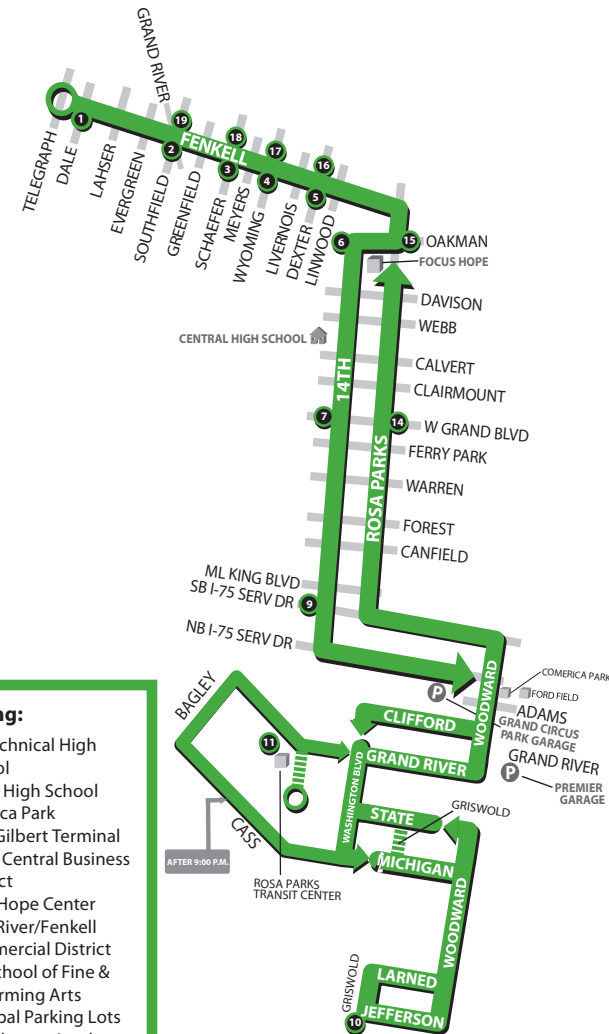 GRAND RIVER
19
18
17
16
1
2
3
4
5
FENKELL
TELEGRAPH
DALE
LAHSER
EVERGREEN
SOUTHFIELD
GREENFIELD
SCHAEFER
MEYERS
WYOMING
LIVERNOIS
DEXTER
LINWOOD
6
15
OAKMAN
FOCUS HOPE
DAVISON
WEBB
CENTRAL HIGH SCHOOL
CALVERT
CLAIRMOUNT
14TH
7
14
W GRAND BLVD
FERRY PARK
ROSA PARKS
WARREN
FOREST
CANFIELD
ML KING BLVD
SB I-75 SERV DR
9
NB I-75 SERV DR
WOODWARD
COMERICA PARK
FORD FIELD
ADAMS
P
GRAND CIRCUS
PARK GARAGE
GRAND RIVER
P
PREMIER
GARAGE
BAGLEY
CLIFFORD
GRAND RIVER
11
WASHINGTON BLVD
STATE
GRISWOLD
CASS
MICHIGAN
AFTER 9:00 P.M.
ROSA PARKS
TRANSIT CENTER
WOODWARD
LARNED
GRISWOLD
JEFFERSON
10
ng:
chnical High
ol
High School
ica Park
Gilbert Terminal
Central Business
ct
Hope Center
River/Fenkell
mercial District
chool of Fine &
rming Arts
pal Parking Lots